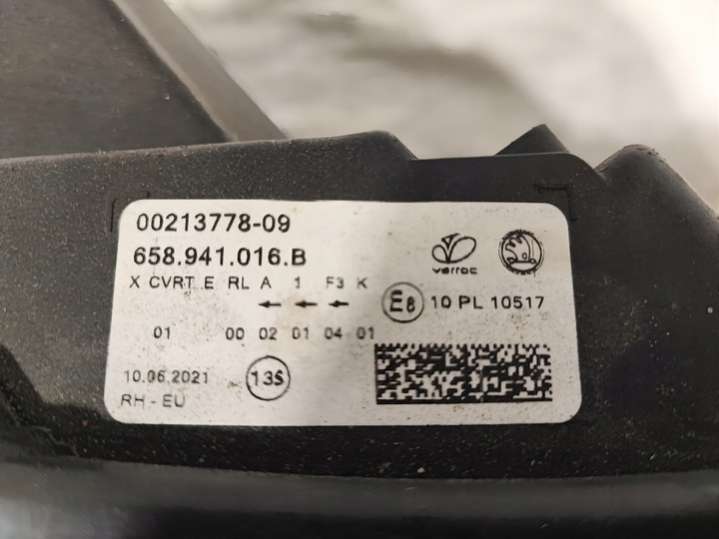 00213778-09
658.941.016.B
varroc
X CVRT E RL A 1 F3 K
← ← ←
E8 10 PL 10517
01 00 02 01 04 01
10.06.2021 13S
RH - EU